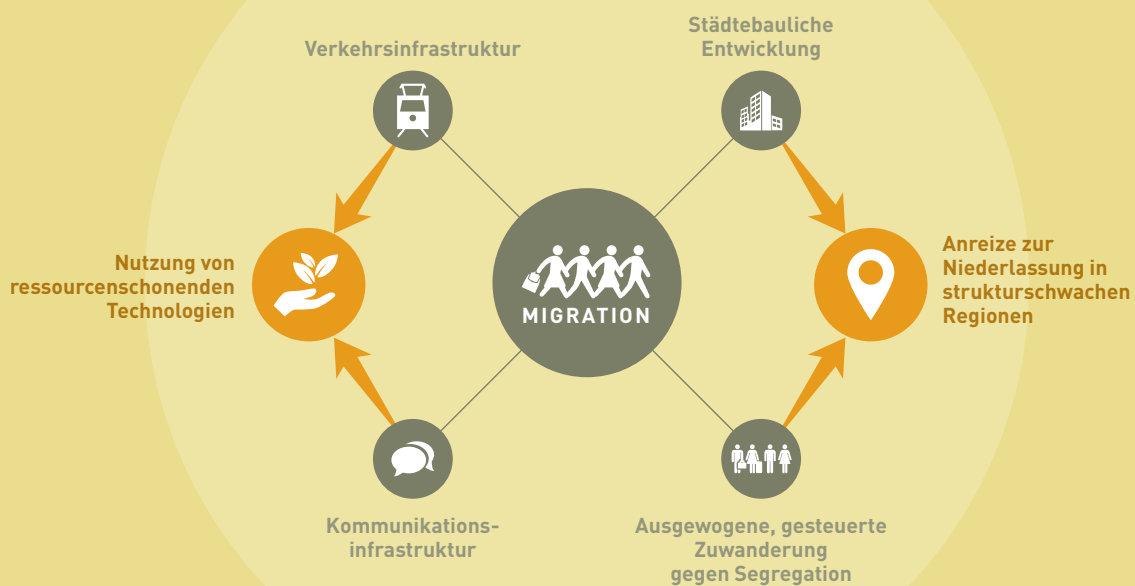 Verkehrsinfrastruktur
Städtebauliche
Entwicklung
Nutzung von
ressourcenschonenden
Technologien
MIGRATION
Anreize zur
Niederlassung in
strukturschwachen
Regionen
Kommunikations-
infrastruktur
Ausgewogene, gesteuerte
Zuwanderung
gegen Segregation